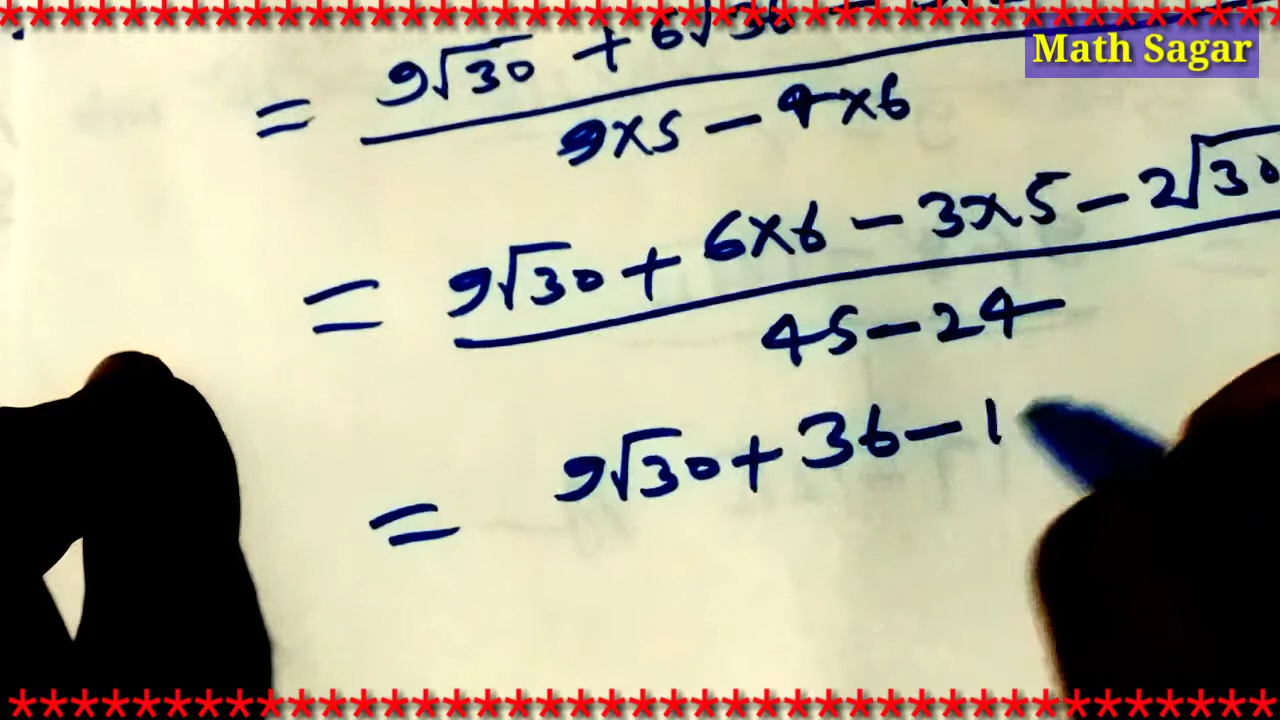 Math Sagar
= 9√30 + 6√36 -
9×5 - 4×6
= 9√30 + 6×6 - 3×5 - 2√30
45 - 24
= 9√30 + 36 - 1